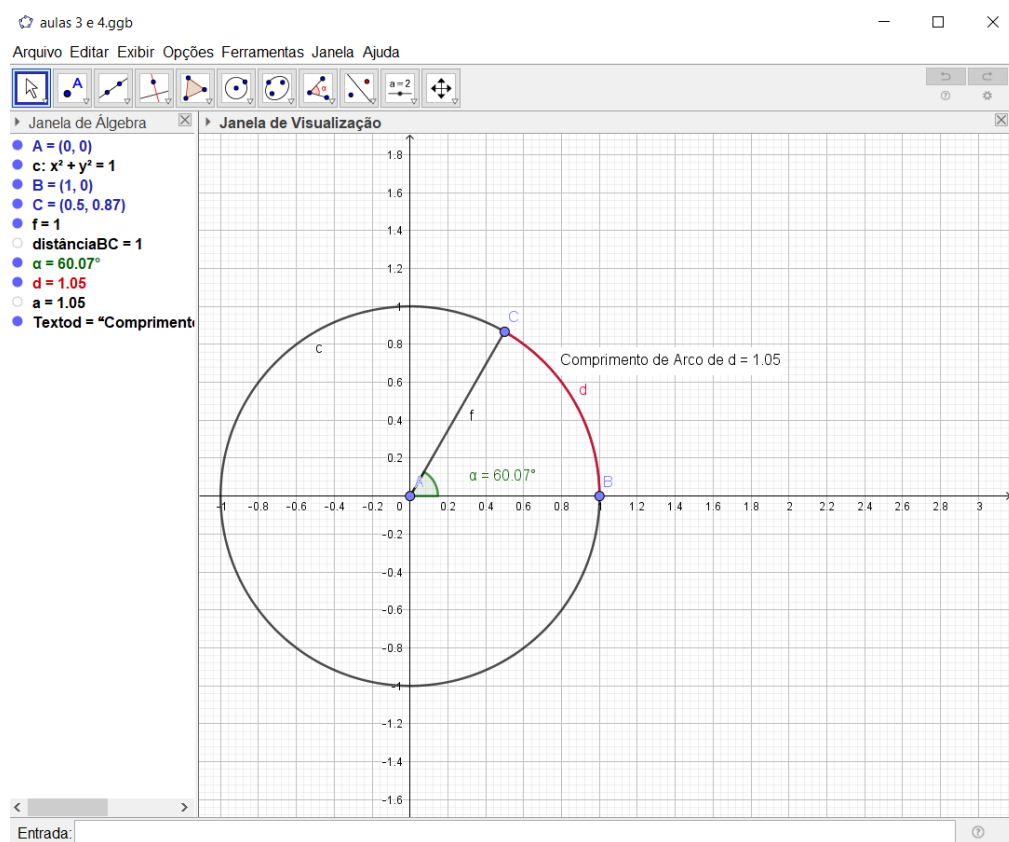 aulas 3 e 4.ggb
Arquivo Editar Exibir Opções Ferramentas Janela Ajuda
A
α
a=2
Janela de Álgebra
Janela de Visualização
A = (0, 0)
c: x² + y² = 1
B = (1, 0)
C = (0.5, 0.87)
f = 1
distânciaBC = 1
α = 60.07°
d = 1.05
a = 1.05
Textod = “Comprimento
1.8
1.6
1.4
1.2
1
0.8
0.6
0.4
0.2
C
c
Comprimento de Arco de d = 1.05
d
f
A
α = 60.07°
B
-1 -0.8 -0.6 -0.4 -0.2 0 0.2 0.4 0.6 0.8 1 1.2 1.4 1.6 1.8 2 2.2 2.4 2.6 2.8 3
-0.2
-0.4
-0.6
-0.8
-1
-1.2
-1.4
-1.6
Entrada: